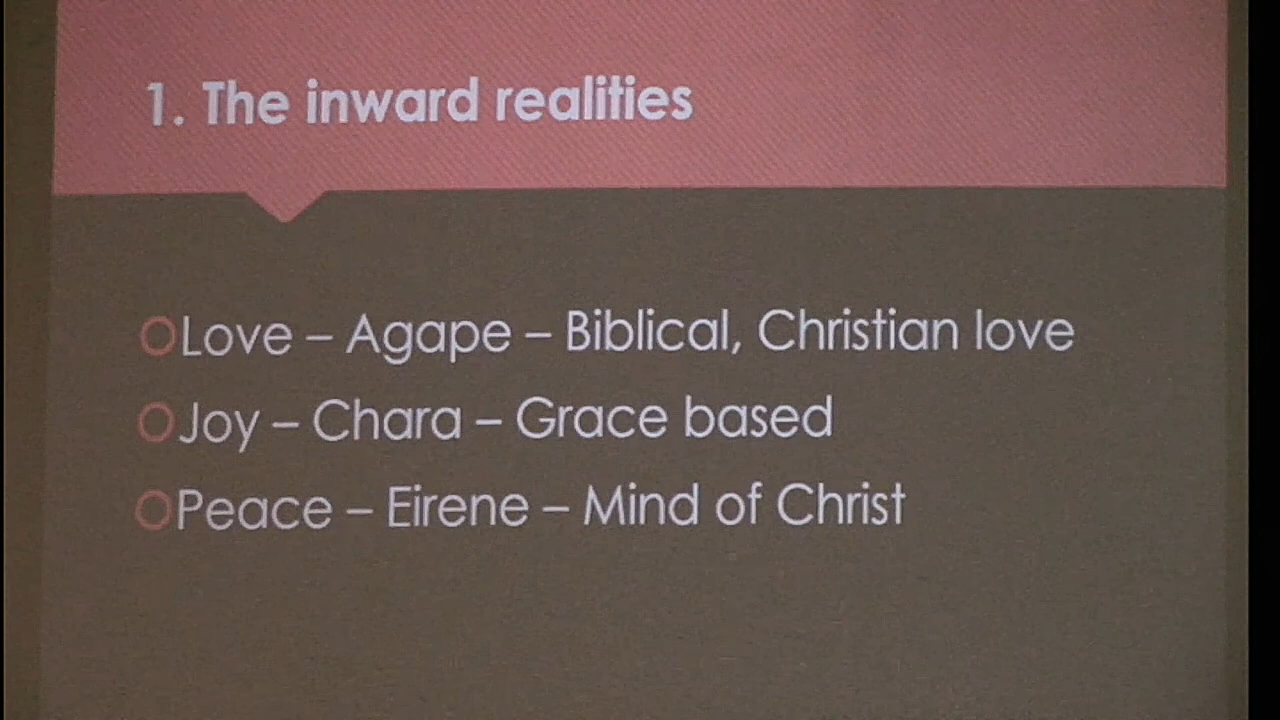 1. The inward realities
Love – Agape – Biblical, Christian love
Joy – Chara – Grace based
Peace – Eirene – Mind of Christ